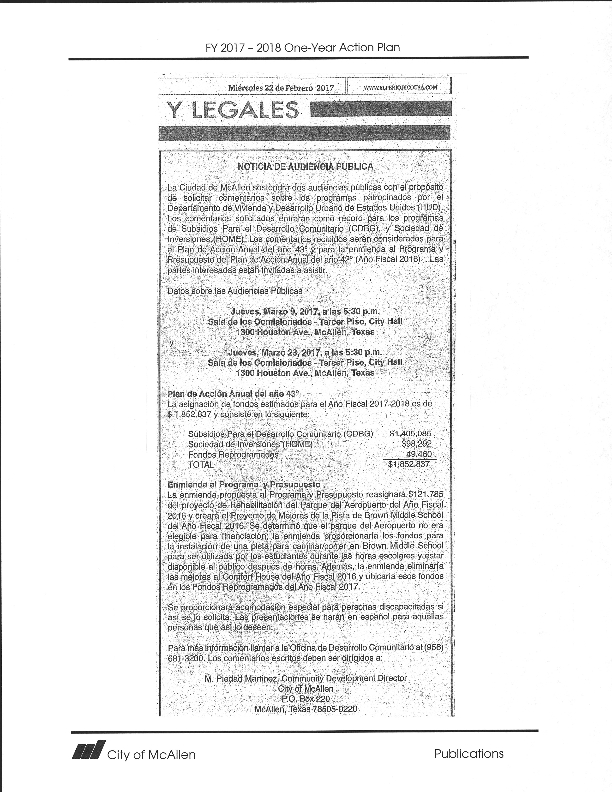 FY 2017 – 2018 One-Year Action Plan
Miércoles 22 de Febrero 2017
Y LEGALES
NOTICIA DE AUDIENCIA PUBLICA
La Ciudad de McAllen sostendrá dos audiencias públicas con el propósito
de solicitar comentarios sobre los programas patrocinados por el
Departamento de Vivienda y Desarrollo Urbano de Estados Unidos (HUD).
Los comentarios solicitados entrarán como récord para los programas
de Subsidios Para el Desarrollo Comunitario (CDBG), y Sociedad de
Inversiones (HOME). Los comentarios recibidos serán considerados para
el Plan de Acción Anual del año 43º y para la enmienda al Programa y
Presupuesto del Plan de Acción Anual del año 43º (Año Fiscal 2016). Las
partes interesadas están invitadas a asistir.
Datos sobre las Audiencias Públicas
Jueves, Marzo 9, 2017, a las 5:30 p.m.
Sala de los Comisionados - Tercer Piso, City Hall
1300 Houston Ave., McAllen, Texas
Y
Jueves, Marzo 23, 2017, a las 5:30 p.m.
Sala de los Comisionados - Tercer Piso, City Hall
1300 Houston Ave., McAllen, Texas
Plan de Acción Anual del año 43º
La asignación de fondos estimados para el Año Fiscal 2017-2018 es de
$1,852,837 y consiste en lo siguiente:
Subsidios Para el Desarrollo Comunitario (CDBG)
Sociedad de Inversiones (HOME)
Fondos Reprogramados 49,460
TOTAL $1,852,837
Enmienda al Programa y Presupuesto
La enmienda propuesta al Programa y Presupuesto reasignará $121,785
del proyecto de Rehabilitación del Parque del Aeropuerto del Año Fiscal
2016 y creará el Proyecto de Mejoras de la Pista de Brown Middle School
del Año Fiscal 2016. Se determinó que el parque del Aeropuerto no era
elegible para financiación; la enmienda proporcionaría los fondos para
la instalación de una pista para caminar/correr en Brown Middle School
para ser utilizada por los estudiantes durante las horas escolares y estar
disponible al público después de horas. Además, la enmienda eliminaría
las mejoras al Comfort House del Año Fiscal 2016 y ubicaría esos fondos
en los Fondos Reprogramados del Año Fiscal 2017.
Se proporcionará acomodación especial para personas discapacitadas si
así se lo solicita. Las presentaciones se harán en español para aquellas
personas que así lo deseen.
Para más información llamar a la Oficina de Desarrollo Comunitario al (956)
681-3200. Los comentarios escritos deben ser dirigidos a:
M. Piedad Martinez, Community Development Director
City of McAllen
P.O. Box 220
McAllen, Texas 78505-0220
City of McAllen
Publications